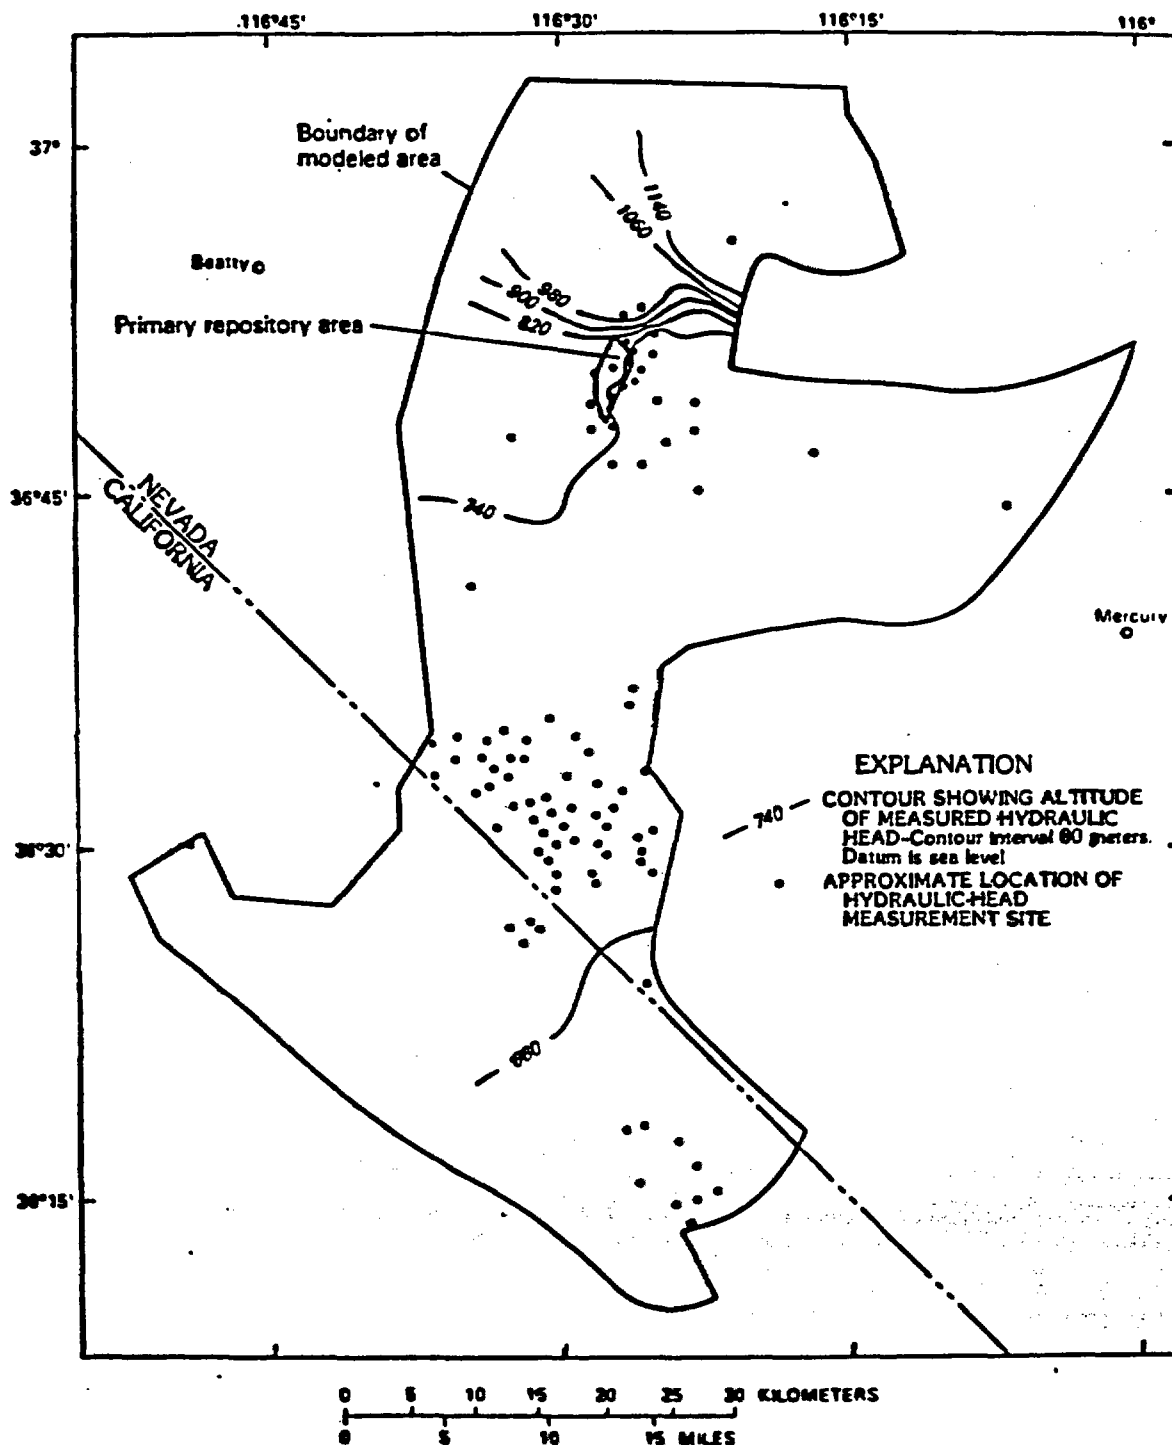 116°45'
116°30'
116°15'
116°
37°
36°45'
36°30'
36°15'
Boundary of
modeled area
Beatty
Primary repository area
1140
1060
980
900
820
740
NEVADA
CALIFORNIA
Mercury
660
EXPLANATION
740
CONTOUR SHOWING ALTITUDE
OF MEASURED HYDRAULIC
HEAD-Contour interval 80 meters.
Datum is sea level
APPROXIMATE LOCATION OF
HYDRAULIC-HEAD
MEASUREMENT SITE
0 5 10 15 20 25 30 KILOMETERS
0 5 10 15 MILES